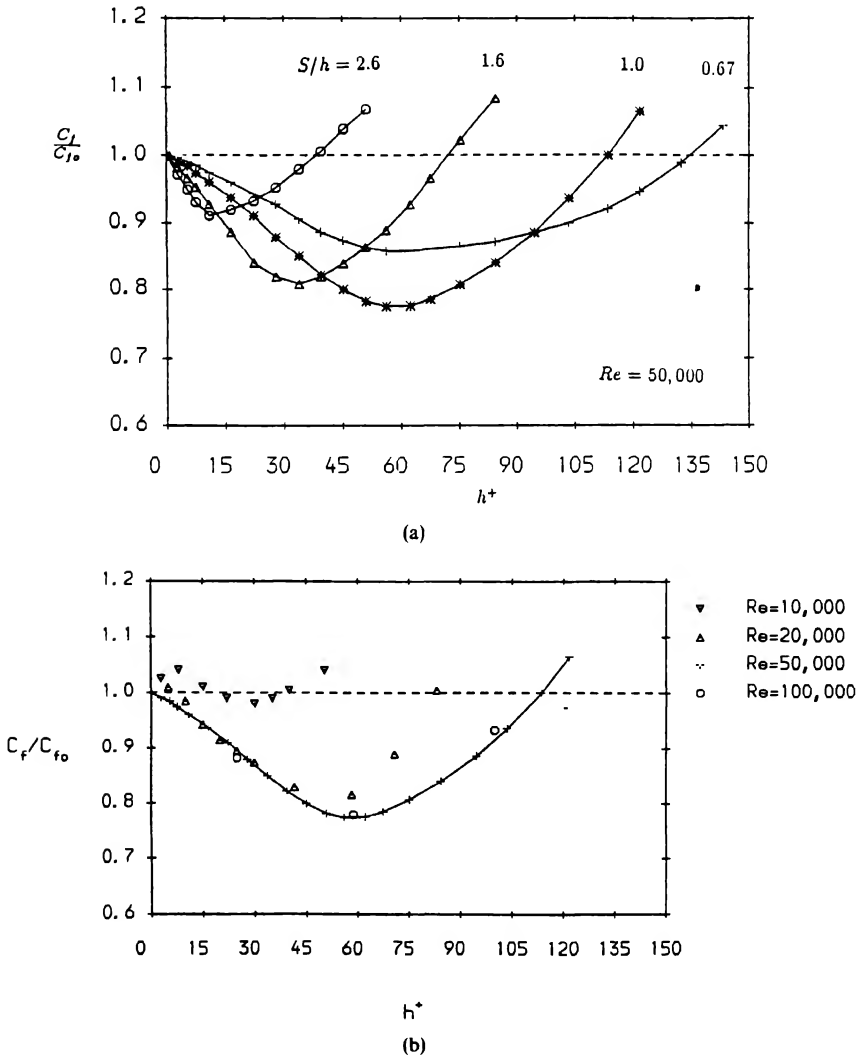 1.2
S/h = 2.6 1.6 1.0 0.67
1.1
C_f/C_fo
1.0
0.9
0.8
0.7
Re = 50,000
0.6
0 15 30 45 60 75 90 105 120 135 150
h⁺
(a)
1.2
Re=10,000
1.1
Re=20,000
Re=50,000
1.0
Re=100,000
C_f/C_fo
0.9
0.8
0.7
0.6
0 15 30 45 60 75 90 105 120 135 150
h⁺
(b)